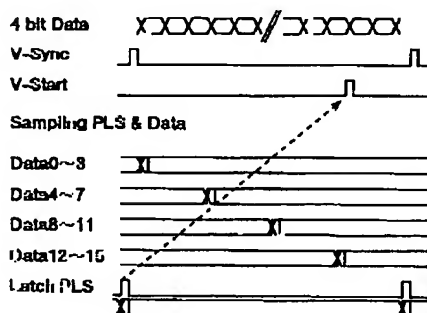 4 bit Data
V-Sync
V-Start
Sampling PLS & Data
Data0~3
Data4~7
Data8~11
Data12~15
Latch PLS